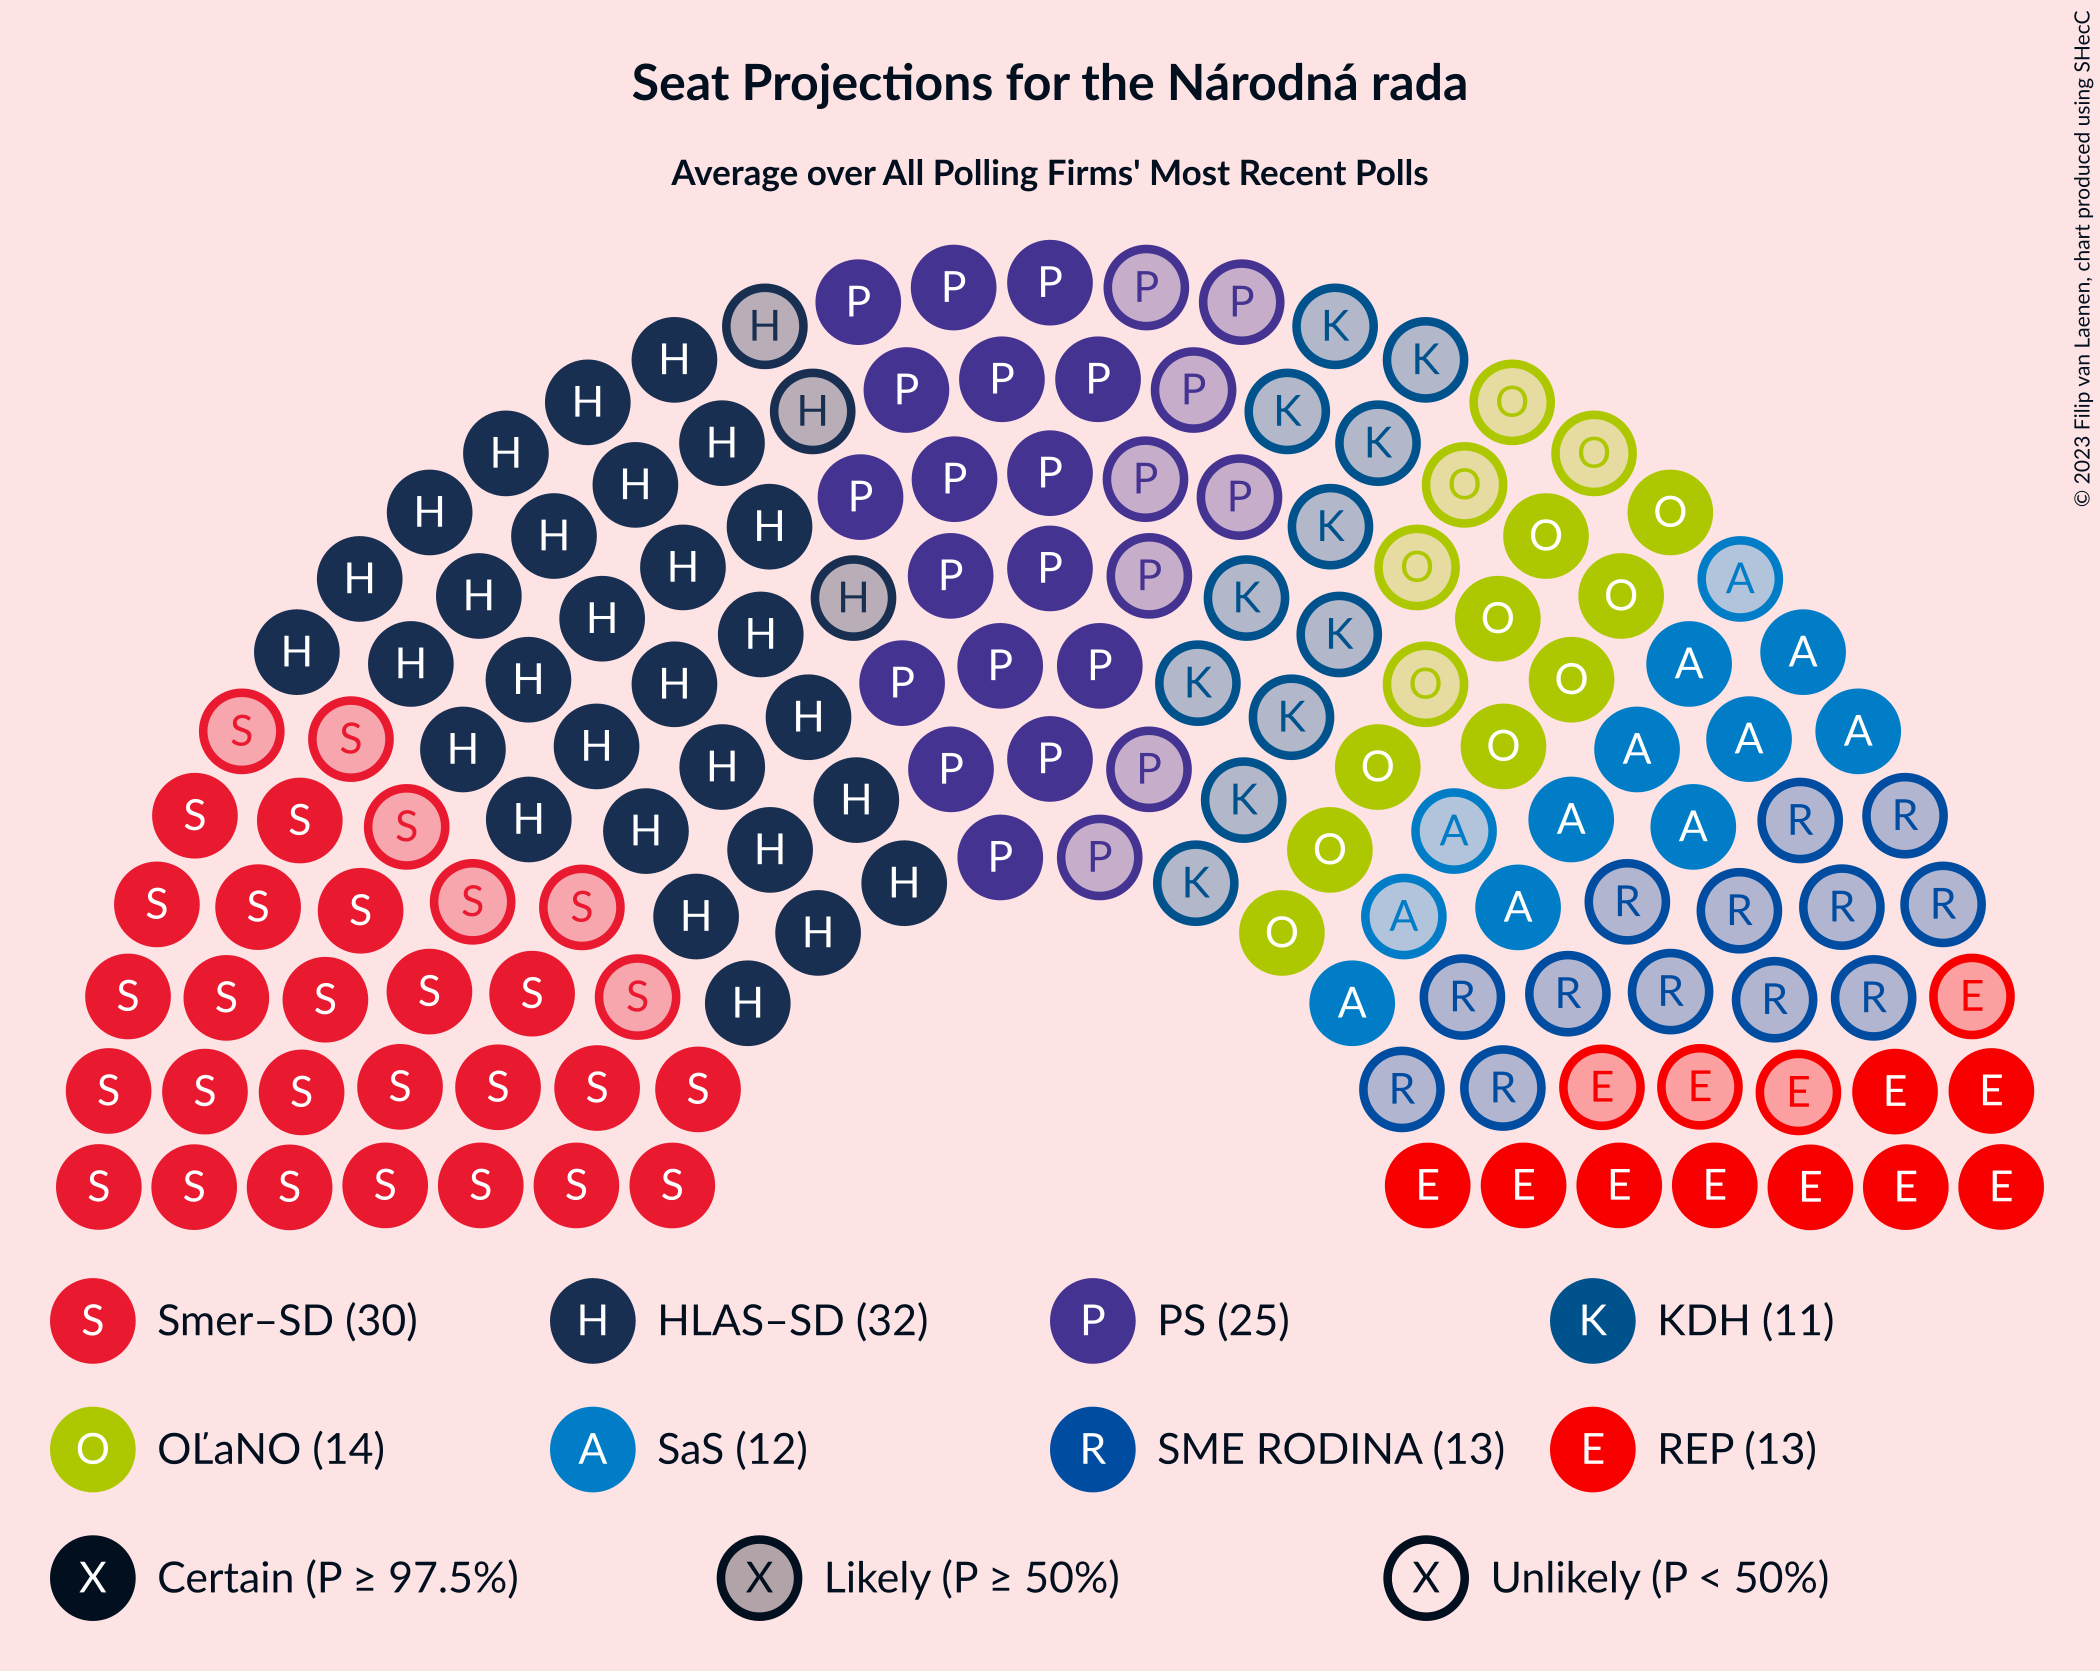 Seat Projections for the Národná rada
Average over All Polling Firms' Most Recent Polls
© 2023 Filip van Laenen, chart produced using SHecC
P P P P P
H P P P P K K
H H P P P P P K K O
H H H P P P P K K O O
H H H H H P P P K K O O O
H H H H H P P P K K O O O A
H H H H H H P P P K K O O O A A
S S H H H H H P P K O O A A A A
S S S H H H H O A A A R R
S S S S S H H H K O A A R R R R
S S S S S S H A R R R R R E
S S S S S S S R R E E E E E
S S S S S S S E E E E E E E
S Smer–SD (30) H HLAS–SD (32) P PS (25) K KDH (11)
O OĽaNO (14) A SaS (12) R SME RODINA (13) E REP (13)
X Certain (P ≥ 97.5%) X Likely (P ≥ 50%) X Unlikely (P < 50%)